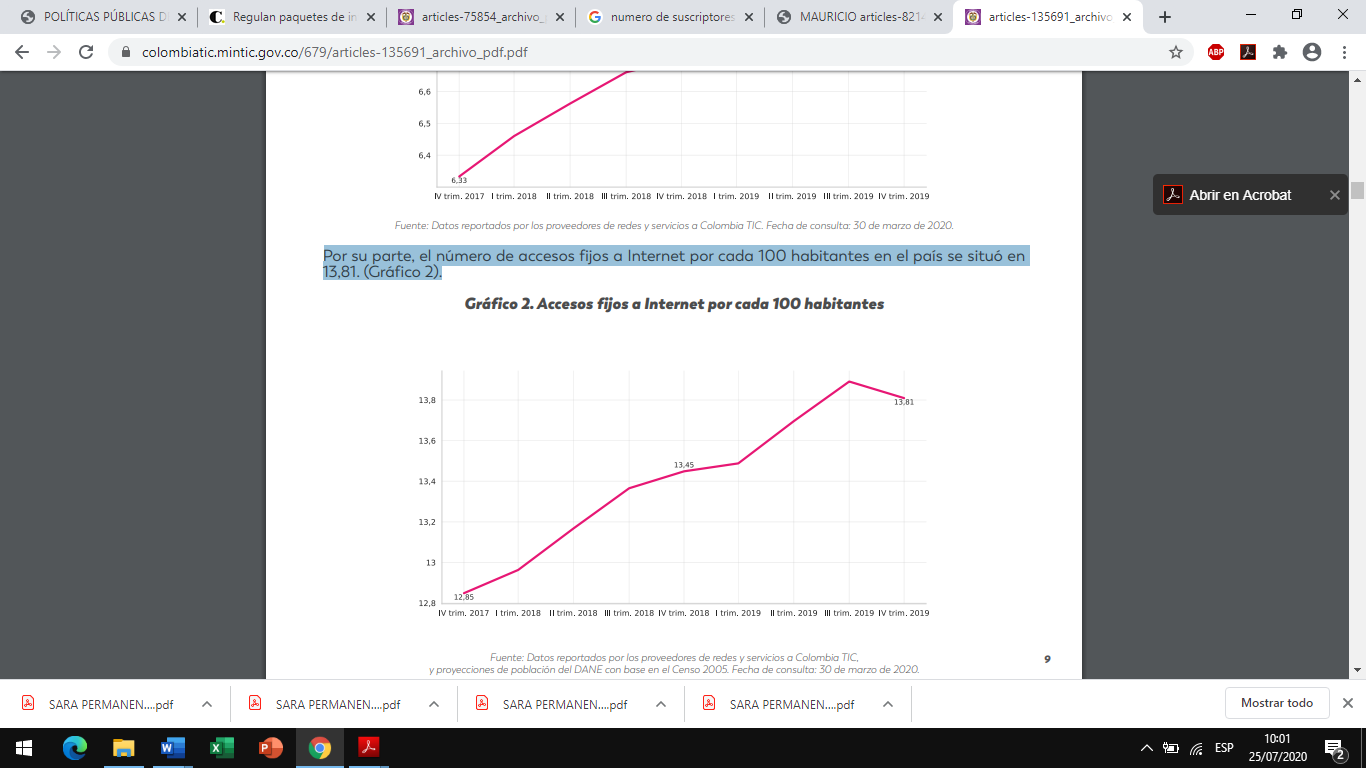 POLÍTICAS PÚBLICAS D
Regulan paquetes de in
articles-75854_archivo_
numero de suscriptores
MAURICIO articles-821
articles-135691_archivo
colombiatic.mintic.gov.co/679/articles-135691_archivo_pdf.pdf
ABP
6,6
6,5
6,4
6,33
IV trim. 2017 I trim. 2018 II trim. 2018 III trim. 2018 IV trim. 2018 I trim. 2019 II trim. 2019 III trim. 2019 IV trim. 2019
Abrir en Acrobat
Fuente: Datos reportados por los proveedores de redes y servicios a Colombia TIC. Fecha de consulta: 30 de marzo de 2020.
Por su parte, el número de accesos fijos a Internet por cada 100 habitantes en el país se situó en
13,81. (Gráfico 2).
Gráfico 2. Accesos fijos a Internet por cada 100 habitantes
13,8
13,81
13,6
13,45
13,4
13,2
13
12,85
12,8
IV trim. 2017 I trim. 2018 II trim. 2018 III trim. 2018 IV trim. 2018 I trim. 2019 II trim. 2019 III trim. 2019 IV trim. 2019
Fuente: Datos reportados por los proveedores de redes y servicios a Colombia TIC,
y proyecciones de población del DANE con base en el Censo 2005. Fecha de consulta: 30 de marzo de 2020.
9
SARA PERMANEN....pdf
SARA PERMANEN....pdf
SARA PERMANEN....pdf
SARA PERMANEN....pdf
Mostrar todo
ESP
10:01
25/07/2020
2